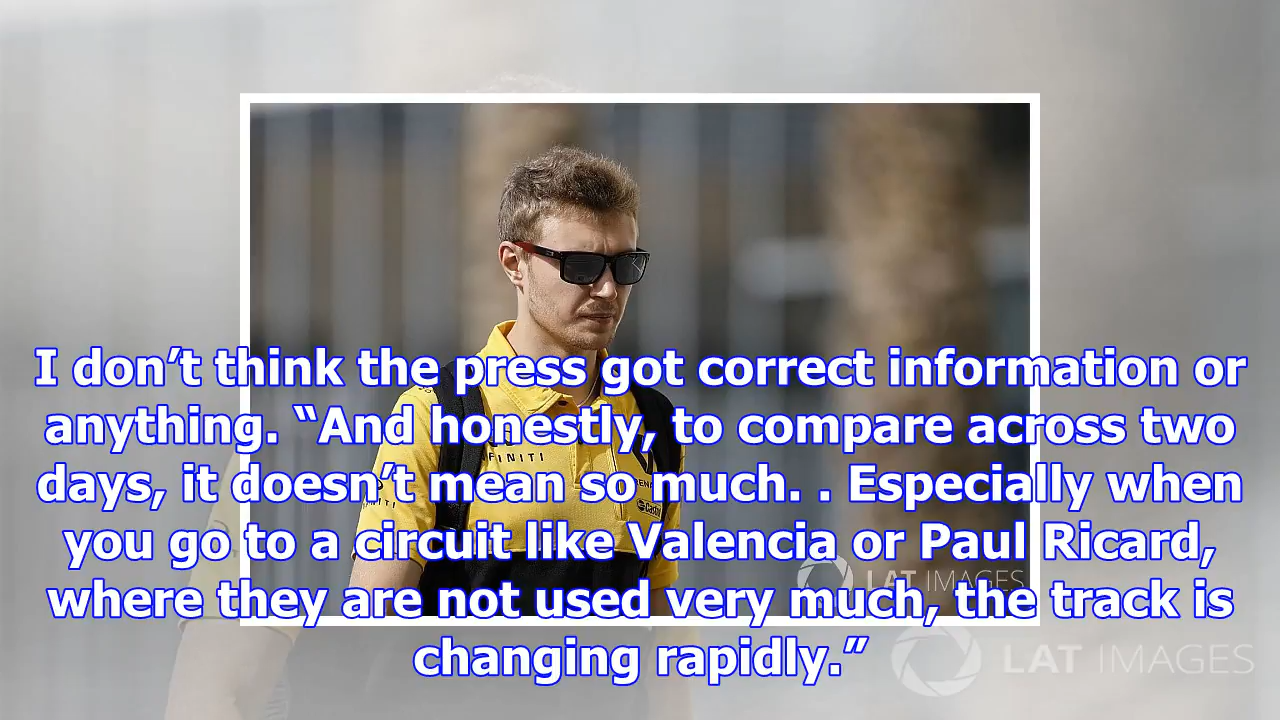 I don’t think the press got correct information or
anything. “And honestly, to compare across two
days, it doesn’t mean so much. . Especially when
you go to a circuit like Valencia or Paul Ricard,
where they are not used very much, the track is
changing rapidly.”
INFINITI
Castrol
LAT IMAGES
LAT IMAGES